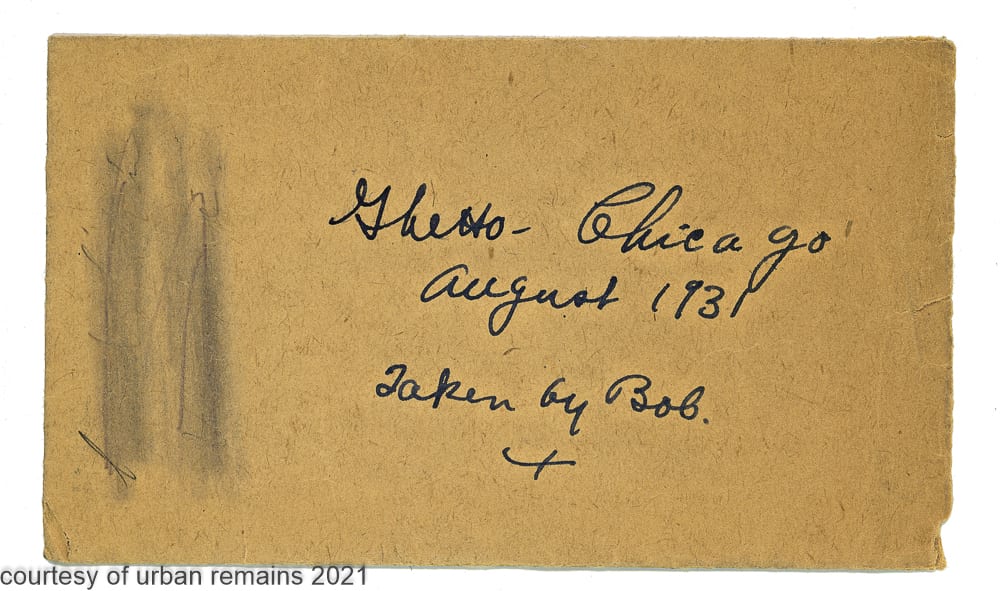 Ghetto - Chicago
August 1931
Taken by Bob.
courtesy of urban remains 2021